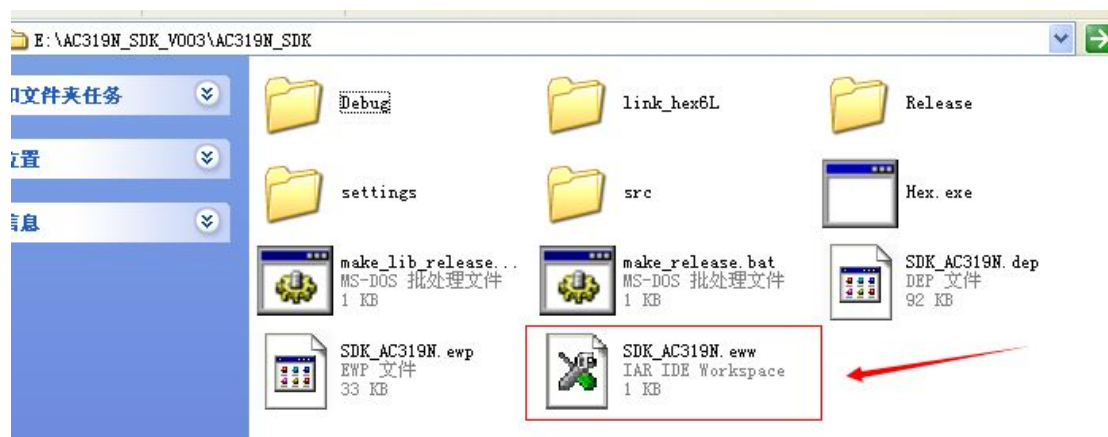 E:\AC319N_SDK_V003\AC319N_SDK
和文件夹任务
Debug
link_hex6L
Release
位置
settings
src
Hex.exe
信息
make_lib_release...
MS-DOS 批处理文件
1 KB
make_release.bat
MS-DOS 批处理文件
1 KB
SDK_AC319N.dep
DEP 文件
92 KB
SDK_AC319N.ewp
EWP 文件
33 KB
SDK_AC319N.eww
IAR IDE Workspace
1 KB